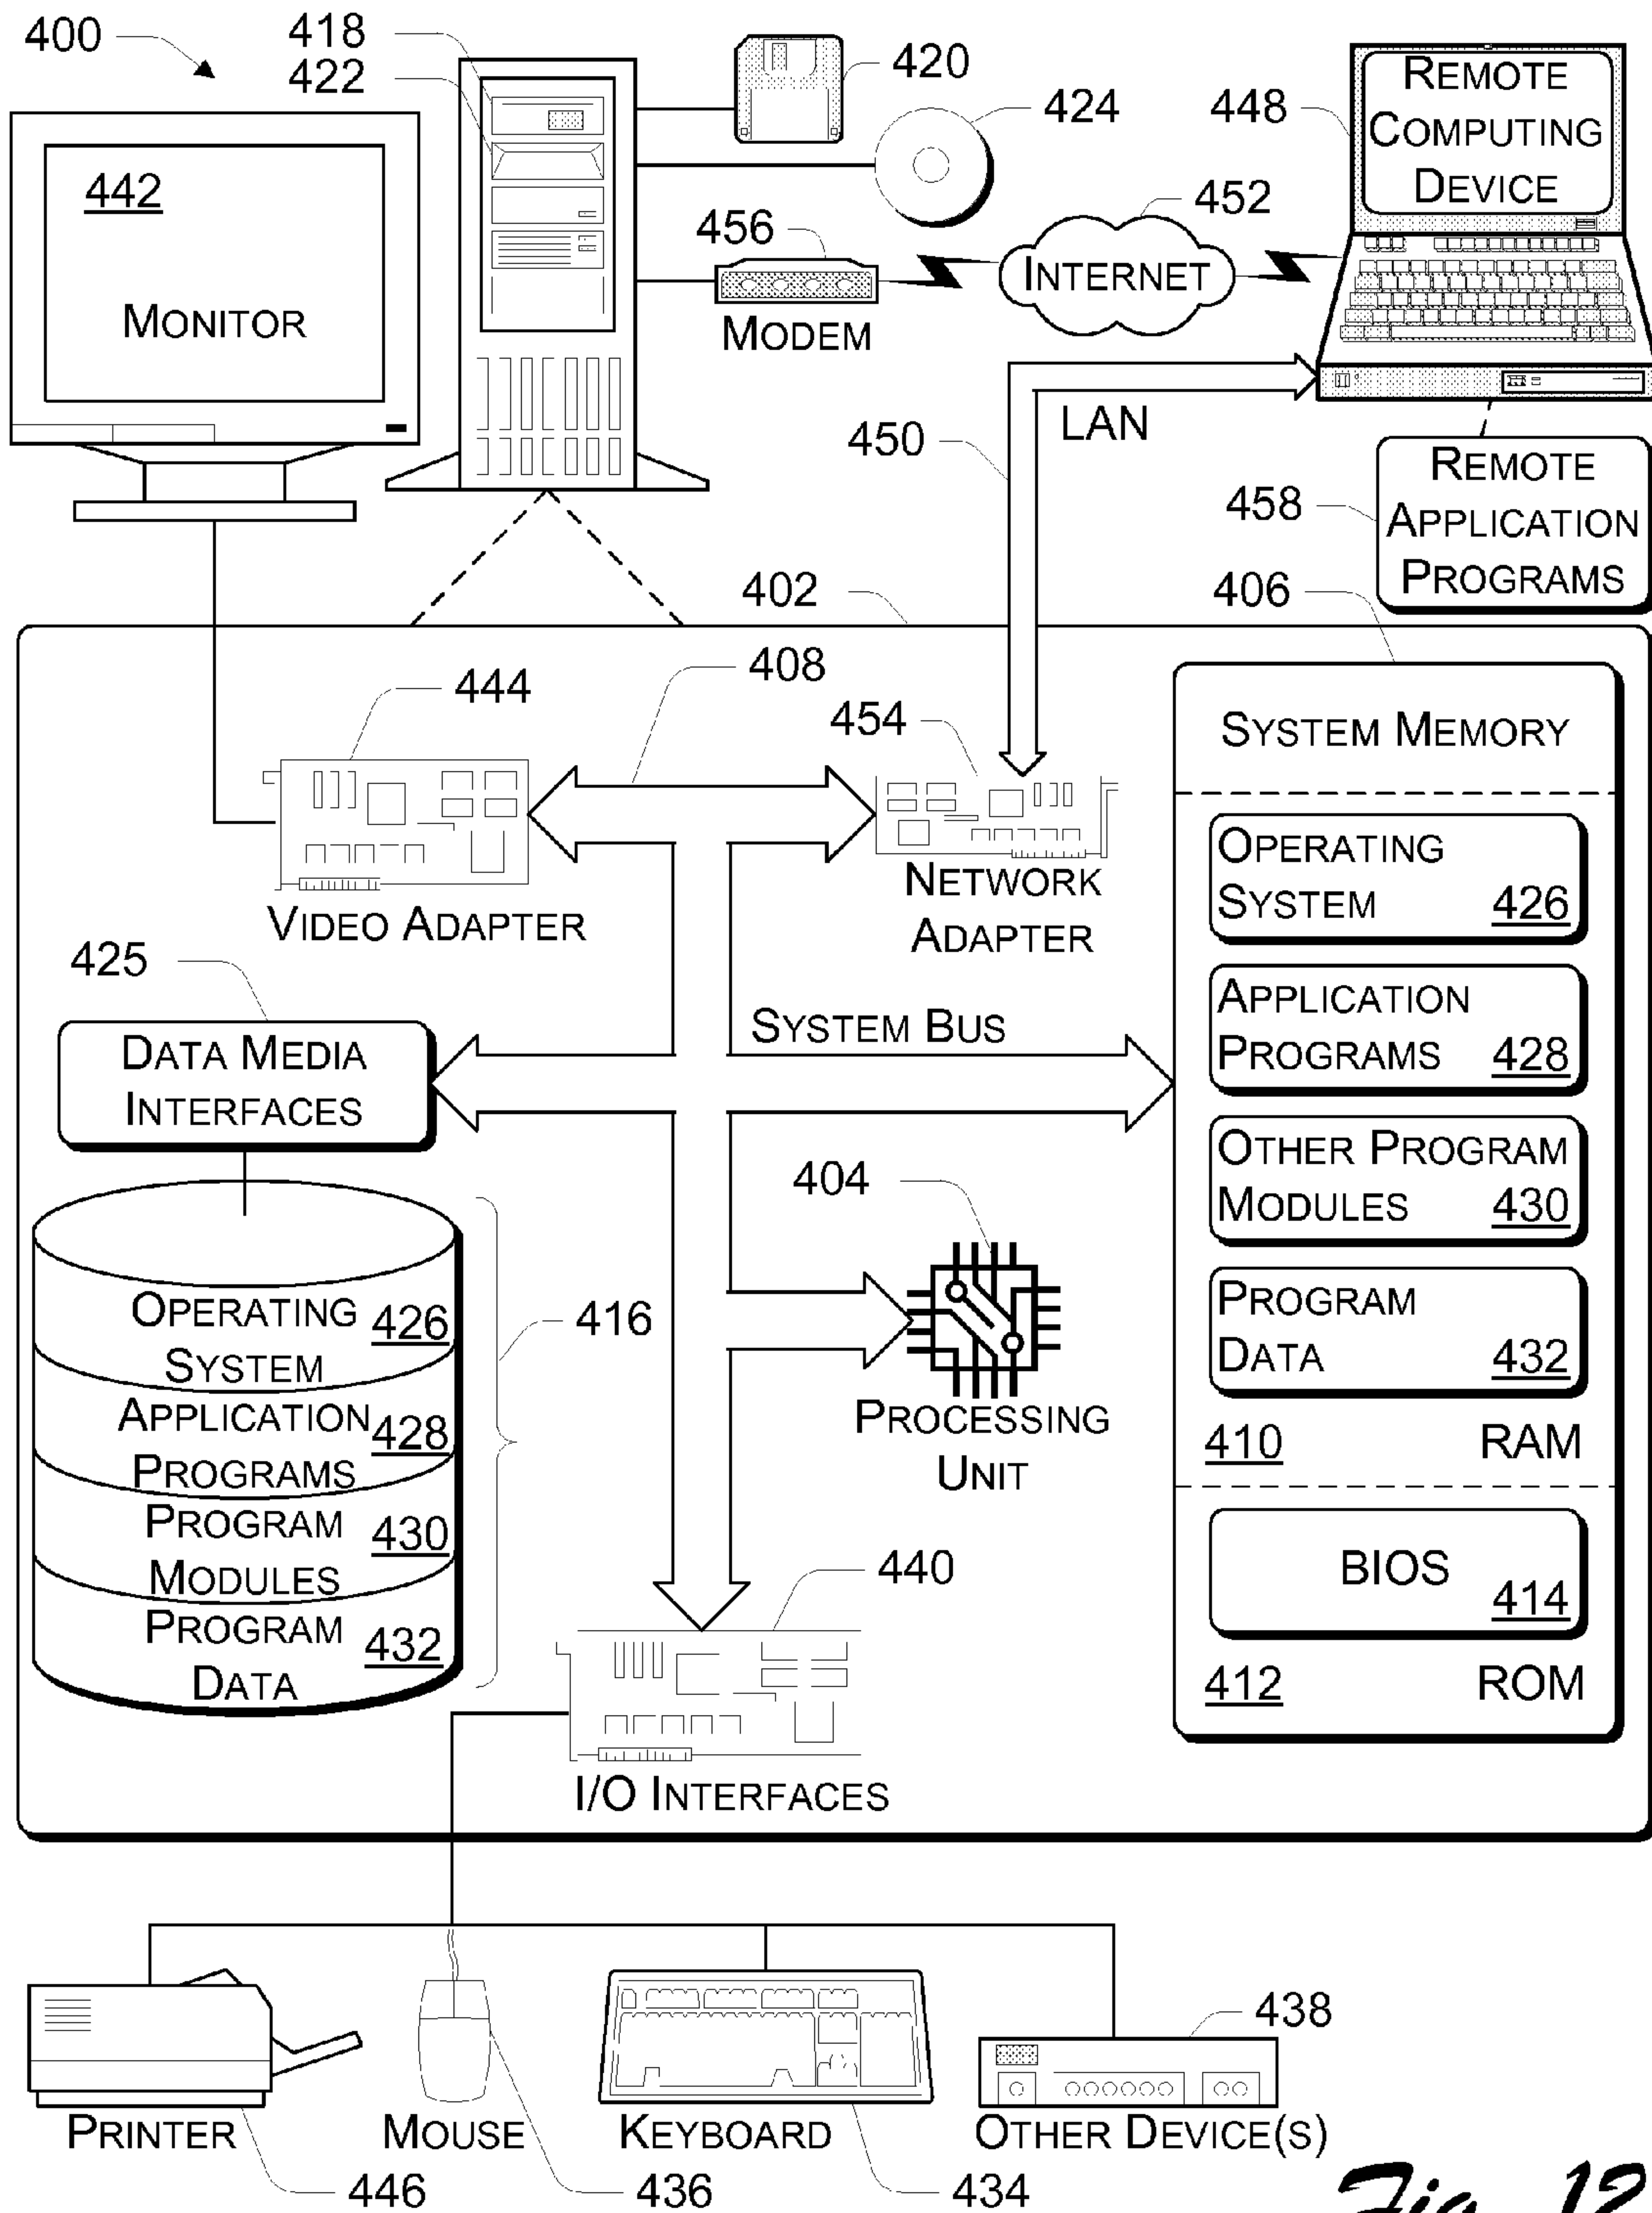 400
418
422
420
424
448
REMOTE
COMPUTING
DEVICE
442
MONITOR
456
MODEM
452
INTERNET
450
LAN
458
REMOTE
APPLICATION
PROGRAMS
402
406
444
408
454
VIDEO ADAPTER
NETWORK
ADAPTER
SYSTEM MEMORY
OPERATING
SYSTEM 426
APPLICATION
PROGRAMS 428
OTHER PROGRAM
MODULES 430
PROGRAM
DATA 432
410 RAM
BIOS
414
412 ROM
425
DATA MEDIA
INTERFACES
SYSTEM BUS
404
PROCESSING
UNIT
416
OPERATING 426
SYSTEM
APPLICATION 428
PROGRAMS
PROGRAM 430
MODULES
PROGRAM 432
DATA
440
I/O INTERFACES
438
PRINTER
MOUSE
KEYBOARD
OTHER DEVICE(S)
446
436
434
Fig. 12